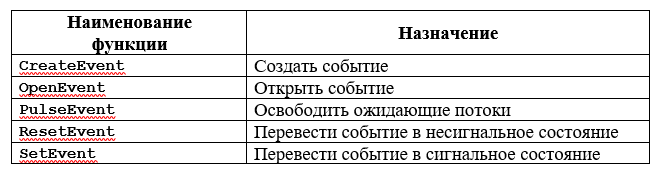 Наименование
функции
Назначение
CreateEvent Создать событие
OpenEvent Открыть событие
PulseEvent Освободить ожидающие потоки
ResetEvent Перевести событие в несигнальное состояние
SetEvent Перевести событие в сигнальное состояние